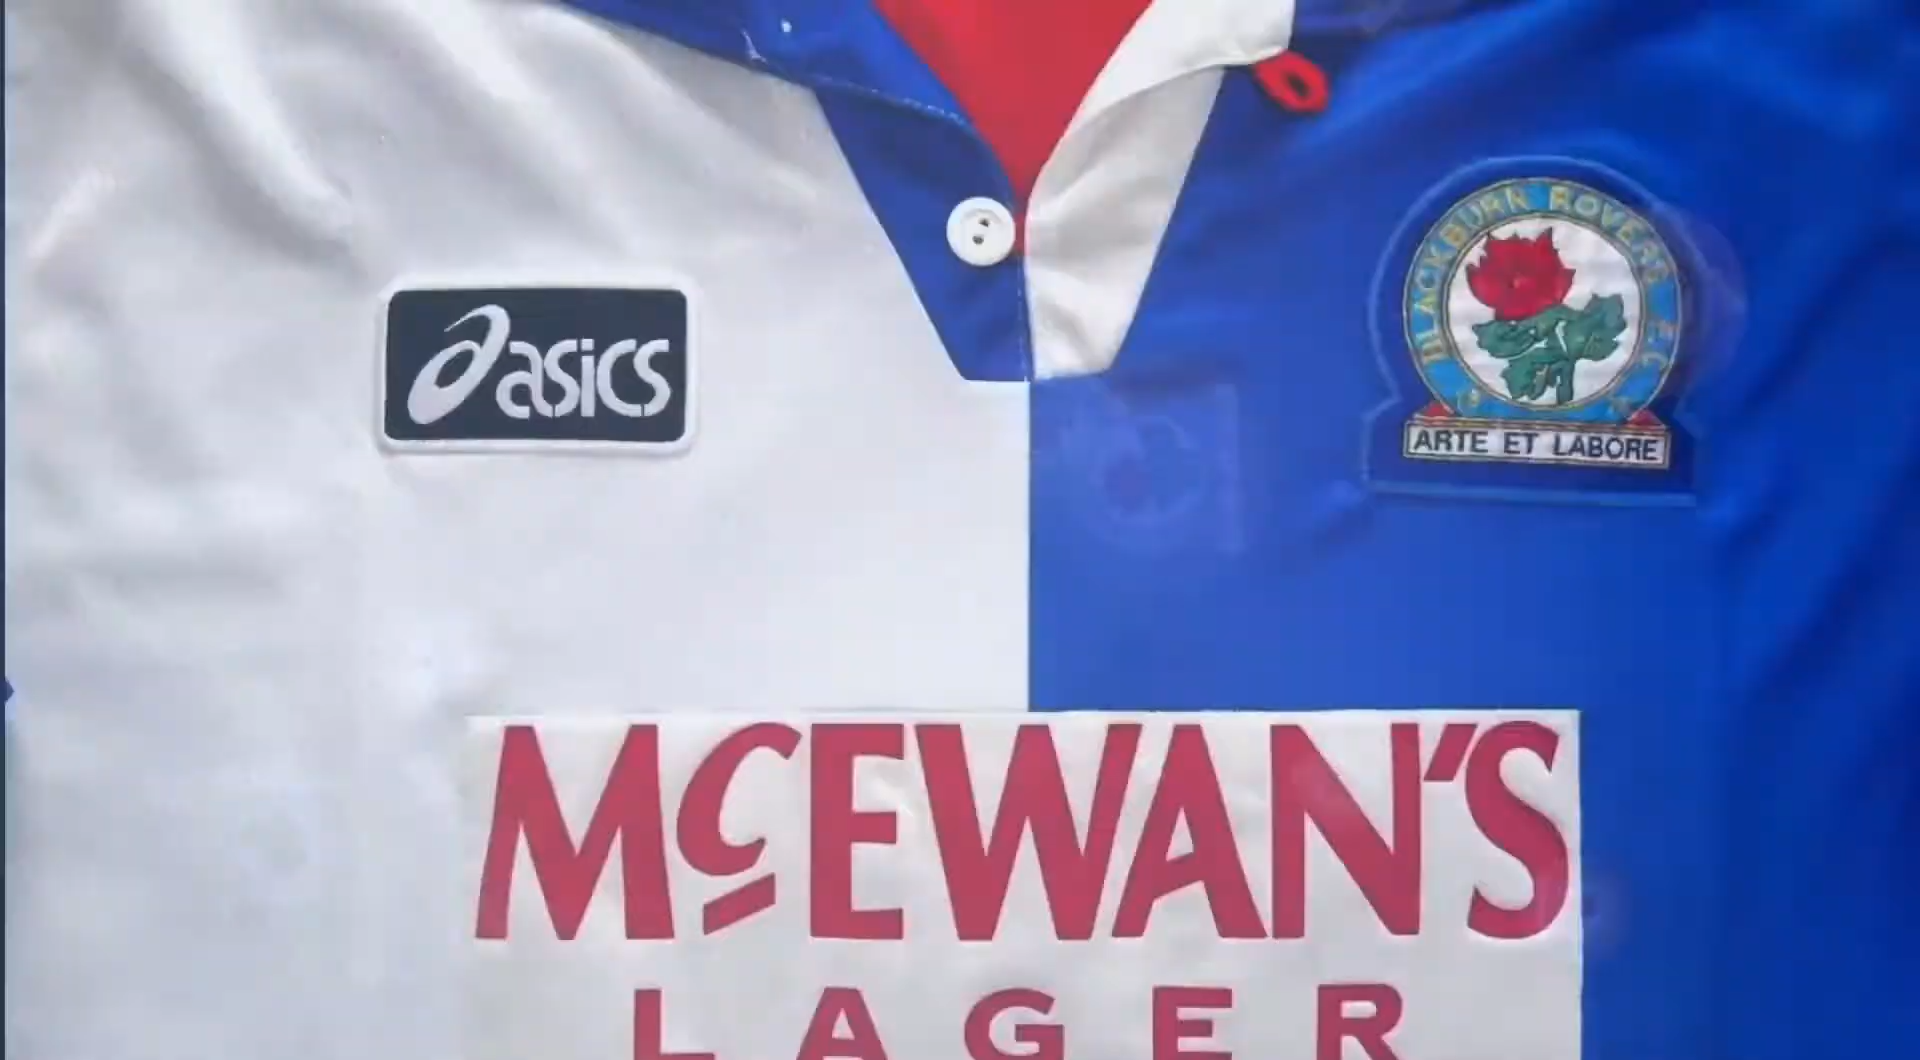 asics
BLACKBURN ROVERS F.C.
ARTE ET LABORE
McEWAN'S
LAGER